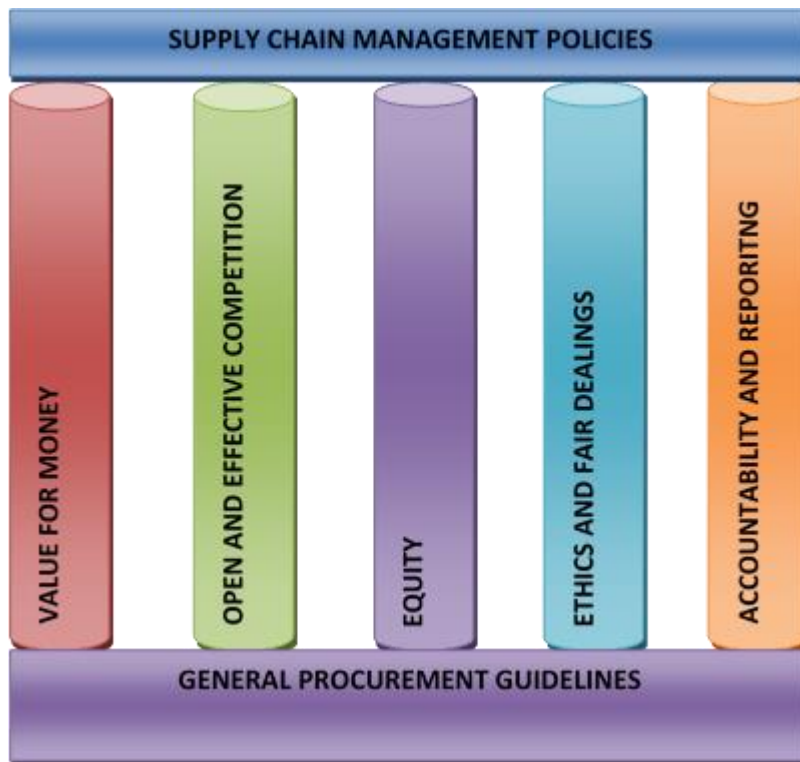 SUPPLY CHAIN MANAGEMENT POLICIES
VALUE FOR MONEY
OPEN AND EFFECTIVE COMPETITION
EQUITY
ETHICS AND FAIR DEALINGS
ACCOUNTABILITY AND REPORITNG
GENERAL PROCUREMENT GUIDELINES